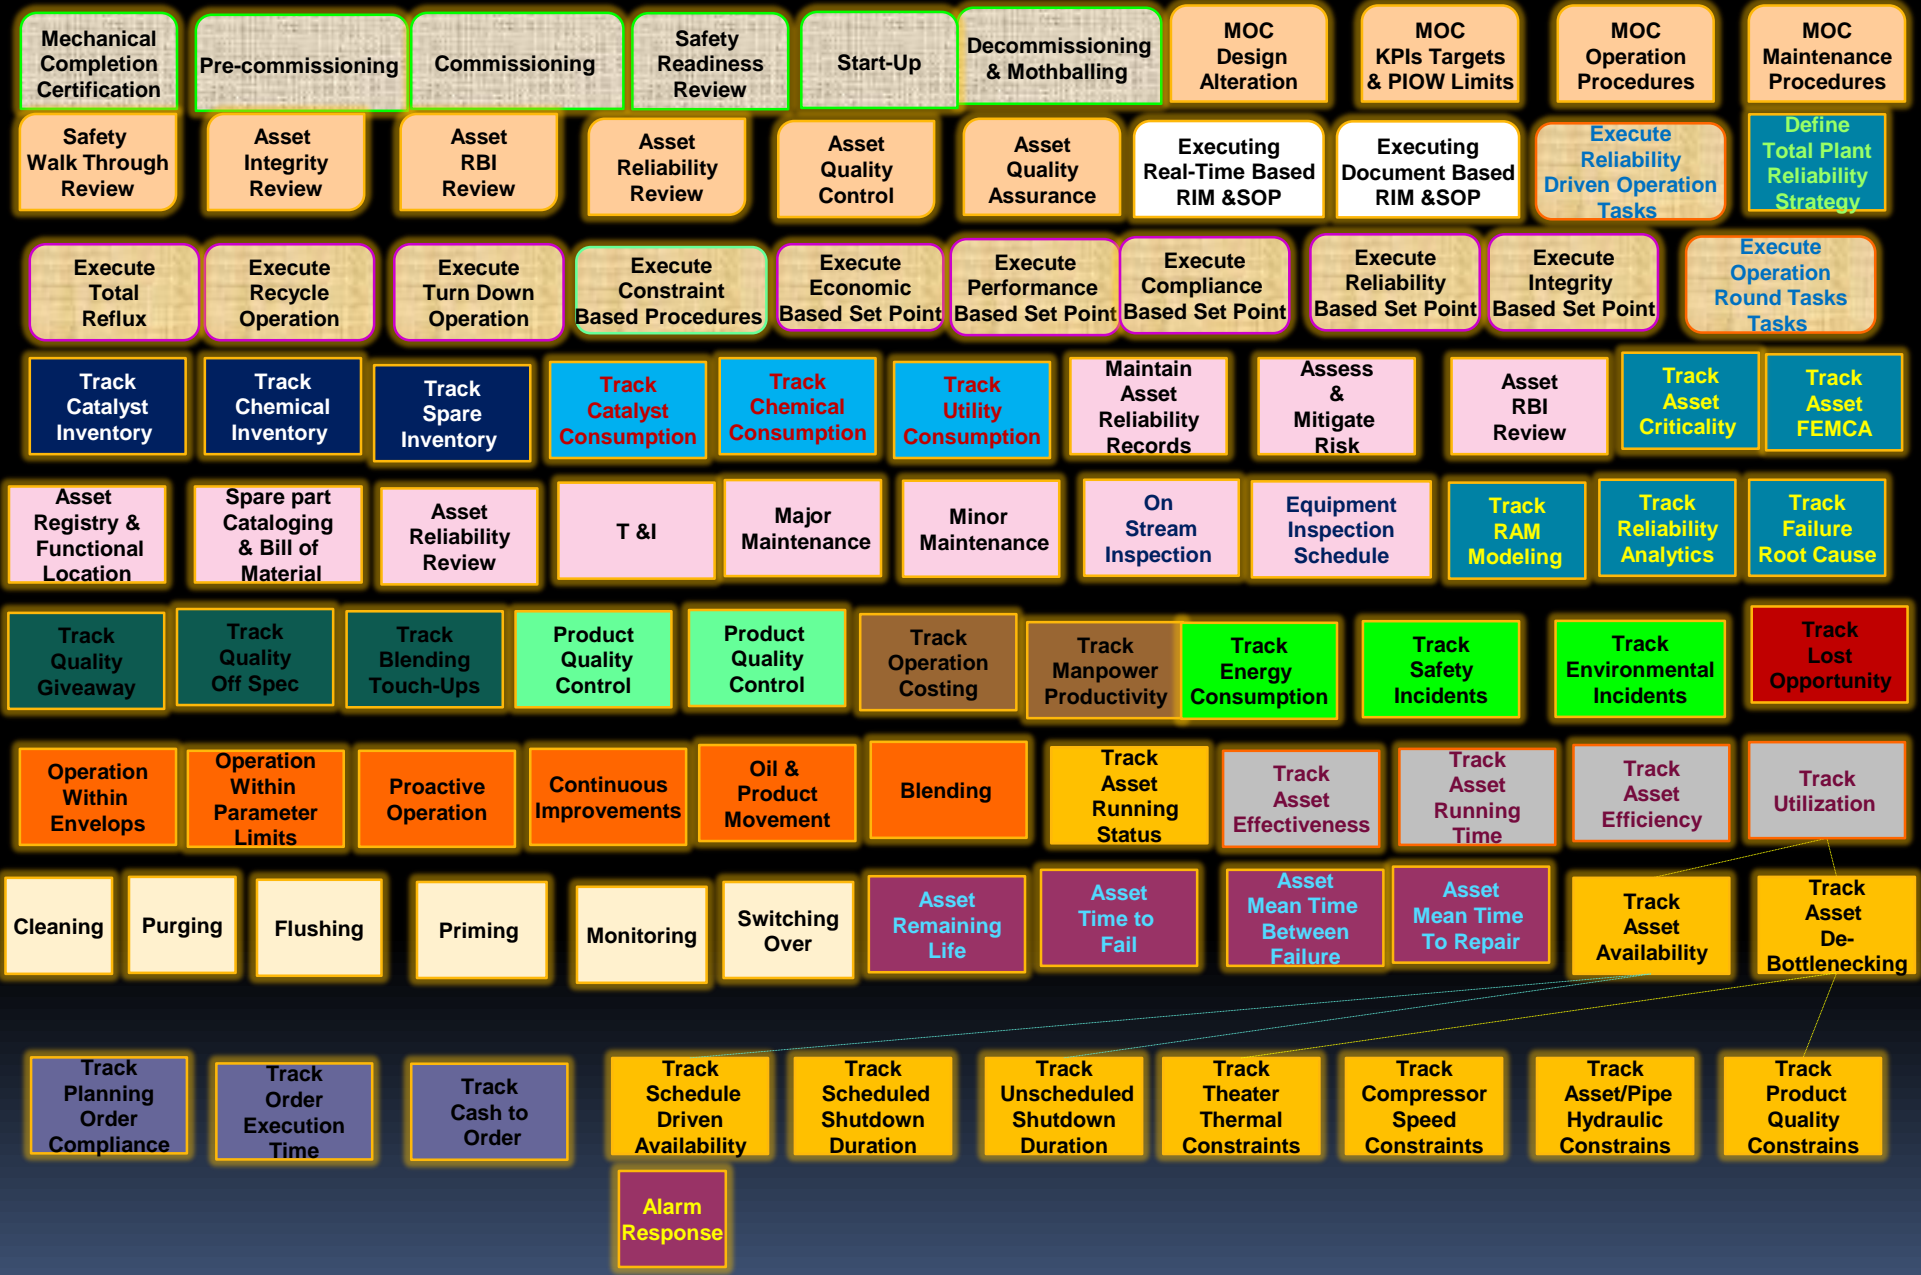 Mechanical
Completion
Certification
Pre-commissioning
Commissioning
Safety
Readiness
Review
Start-Up
Decommissioning
& Mothballing
MOC
Design
Alteration
MOC
KPIs Targets
& PIOW Limits
MOC
Operation
Procedures
MOC
Maintenance
Procedures
Safety
Walk Through
Review
Asset
Integrity
Review
Asset
RBI
Review
Asset
Reliability
Review
Asset
Quality
Control
Asset
Quality
Assurance
Executing
Real-Time Based
RIM &SOP
Executing
Document Based
RIM &SOP
Execute
Reliability
Driven Operation
Tasks
Define
Total Plant
Reliability
Strategy
Execute
Total
Reflux
Execute
Recycle
Operation
Execute
Turn Down
Operation
Execute
Constraint
Based Procedures
Execute
Economic
Based Set Point
Execute
Performance
Based Set Point
Execute
Compliance
Based Set Point
Execute
Reliability
Based Set Point
Execute
Integrity
Based Set Point
Execute
Operation
Round Tasks
Tasks
Track
Catalyst
Inventory
Track
Chemical
Inventory
Track
Spare
Inventory
Track
Catalyst
Consumption
Track
Chemical
Consumption
Track
Utility
Consumption
Maintain
Asset
Reliability
Records
Assess
&
Mitigate
Risk
Asset
RBI
Review
Track
Asset
Criticality
Track
Asset
FEMCA
Asset
Registry &
Functional
Location
Spare part
Cataloging
& Bill of
Material
Asset
Reliability
Review
T &I
Major
Maintenance
Minor
Maintenance
On
Stream
Inspection
Equipment
Inspection
Schedule
Track
RAM
Modeling
Track
Reliability
Analytics
Track
Failure
Root Cause
Track
Quality
Giveaway
Track
Quality
Off Spec
Track
Blending
Touch-Ups
Product
Quality
Control
Product
Quality
Control
Track
Operation
Costing
Track
Manpower
Productivity
Track
Energy
Consumption
Track
Safety
Incidents
Track
Environmental
Incidents
Track
Lost
Opportunity
Operation
Within
Envelops
Operation
Within
Parameter
Limits
Proactive
Operation
Continuous
Improvements
Oil &
Product
Movement
Blending
Track
Asset
Running
Status
Track
Asset
Effectiveness
Track
Asset
Running
Time
Track
Asset
Efficiency
Track
Utilization
Cleaning
Purging
Flushing
Priming
Monitoring
Switching
Over
Asset
Remaining
Life
Asset
Time to
Fail
Asset
Mean Time
Between
Failure
Asset
Mean Time
To Repair
Track
Asset
Availability
Track
Asset
De-
Bottlenecking
Track
Planning
Order
Compliance
Track
Order
Execution
Time
Track
Cash to
Order
Track
Schedule
Driven
Availability
Track
Scheduled
Shutdown
Duration
Track
Unscheduled
Shutdown
Duration
Track
Theater
Thermal
Constraints
Track
Compressor
Speed
Constraints
Track
Asset/Pipe
Hydraulic
Constrains
Track
Product
Quality
Constrains
Alarm
Response